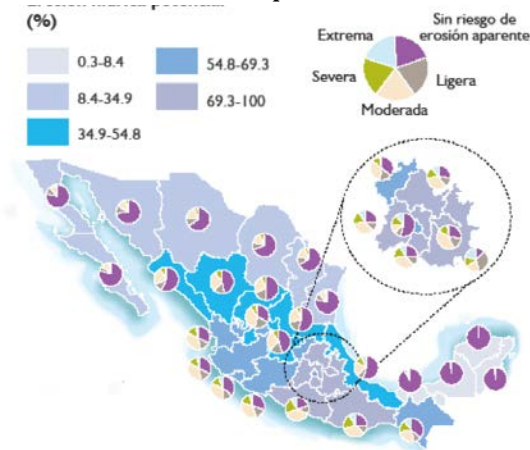 (%)
0.3-8.4
8.4-34.9
34.9-54.8
54.8-69.3
69.3-100
Extrema
Sin riesgo de
erosión aparente
Severa
Ligera
Moderada